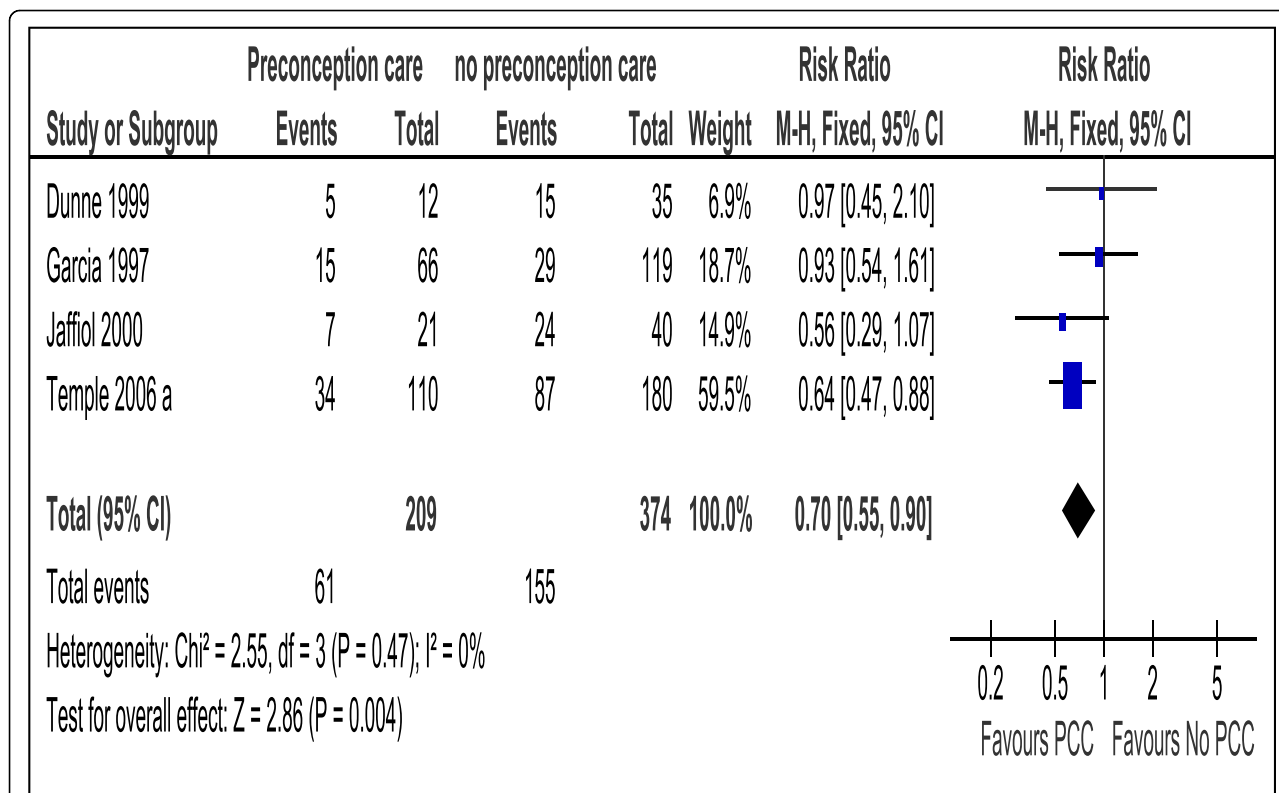 Preconception care no preconception care Risk Ratio Risk Ratio
Study or Subgroup Events Total Events Total Weight M-H, Fixed, 95% CI M-H, Fixed, 95% CI
Dunne 1999 5 12 15 35 6.9% 0.97 [0.45, 2.10]
Garcia 1997 15 66 29 119 18.7% 0.93 [0.54, 1.61]
Jaffiol 2000 7 21 24 40 14.9% 0.56 [0.29, 1.07]
Temple 2006 a 34 110 87 180 59.5% 0.64 [0.47, 0.88]
Total (95% CI) 209 374 100.0% 0.70 [0.55, 0.90]
Total events 61 155
Heterogeneity: Chi² = 2.55, df = 3 (P = 0.47); I² = 0%
Test for overall effect: Z = 2.86 (P = 0.004)
0.2 0.5 1 2 5
Favours PCC Favours No PCC